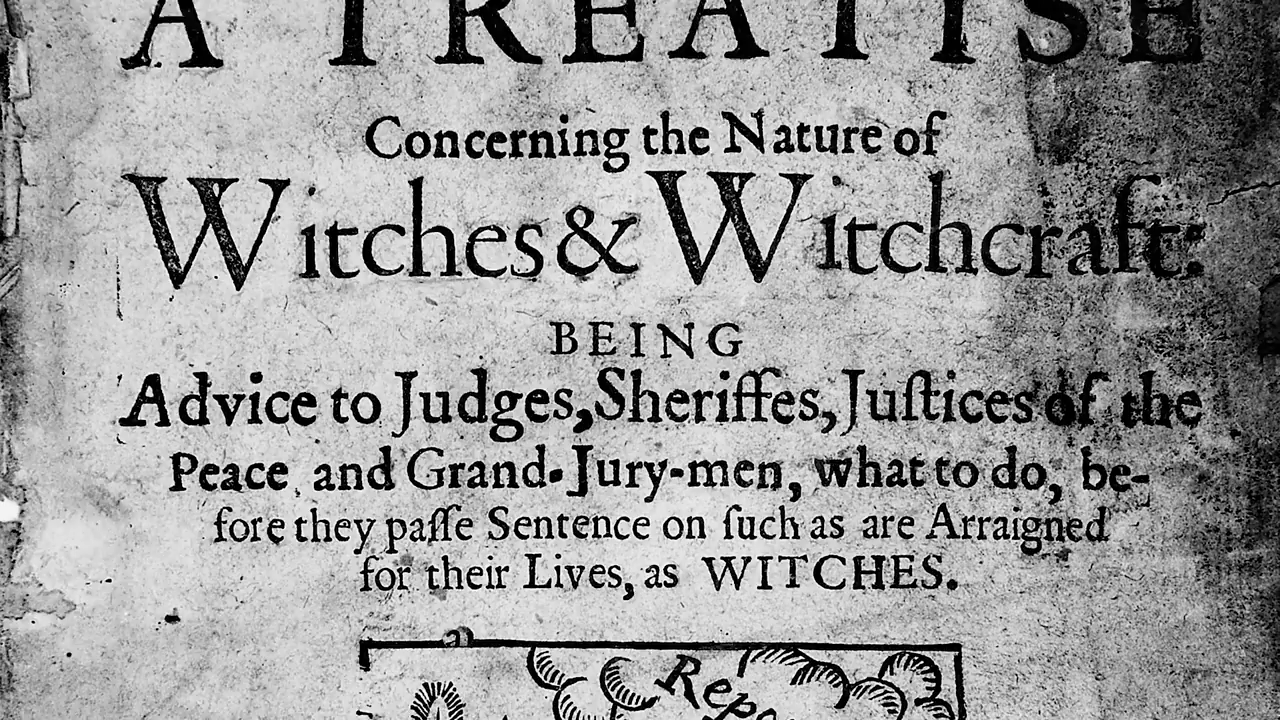 A TREATISE
Concerning the Nature of
Witches & Witchcraft:
BEING
Advice to Judges, Sheriffes, Juſtices of the
Peace and Grand-Jury-men, what to do, be-
fore they paſſe Sentence on ſuch as are Arraigned
for their Lives, as WITCHES.